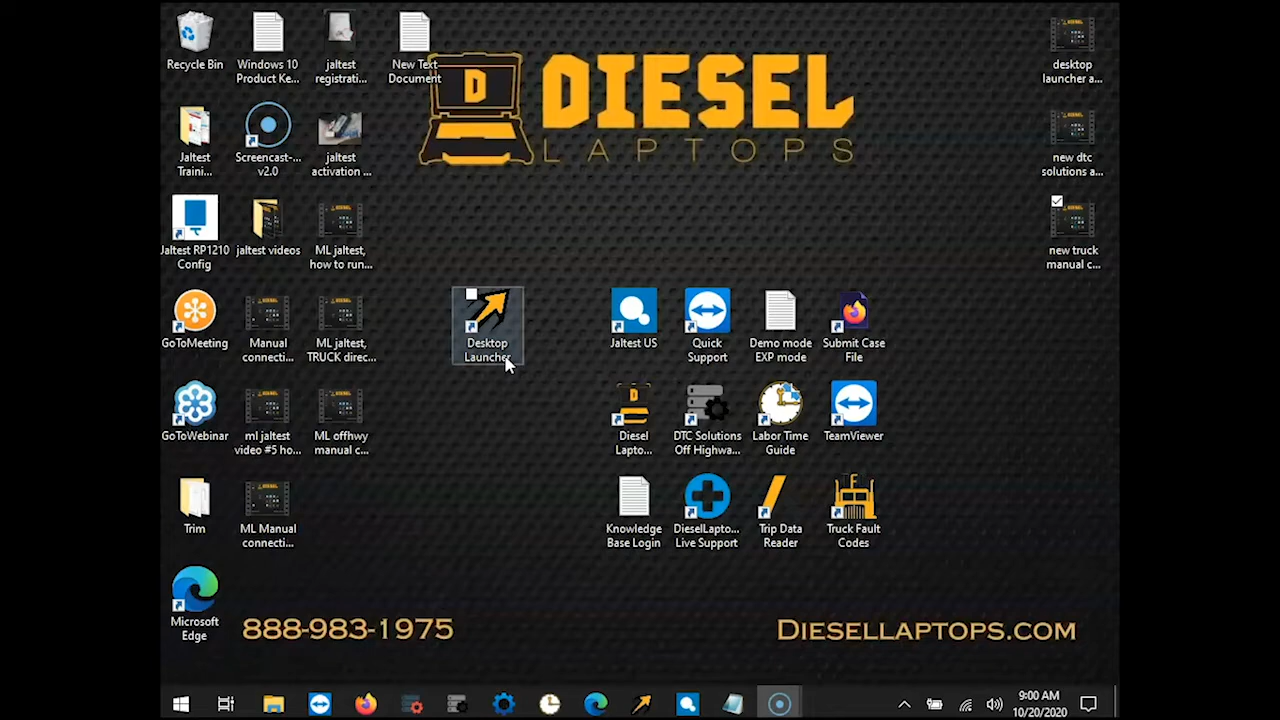 Recycle Bin
Windows 10
Product Ke...
jaltest
registrati...
New Text
Document
desktop
launcher a...
D
DIESEL
LAPTOPS
Jaltest
Traini...
Screencast-...
v2.0
jaltest
activation ...
new dtc
solutions a...
Jaltest RP1210
Config
jaltest videos
ML jaltest,
how to run...
new truck
manual c...
GoToMeeting
Manual
connecti...
ML jaltest,
TRUCK direc...
Desktop
Launcher
Jaltest US
Quick
Support
Demo mode
EXP mode
Submit Case
File
GoToWebinar
ml jaltest
video #5 ho...
ML offhwy
manual c...
Diesel
Lapto...
DTC Solutions
Off Highwa...
Labor Time
Guide
TeamViewer
Trim
ML Manual
connecti...
Knowledge
Base Login
DieselLapto...
Live Support
Trip Data
Reader
Truck Fault
Codes
Microsoft
Edge
888-983-1975
DIESELLAPTOPS.COM
9:00 AM
10/20/2020